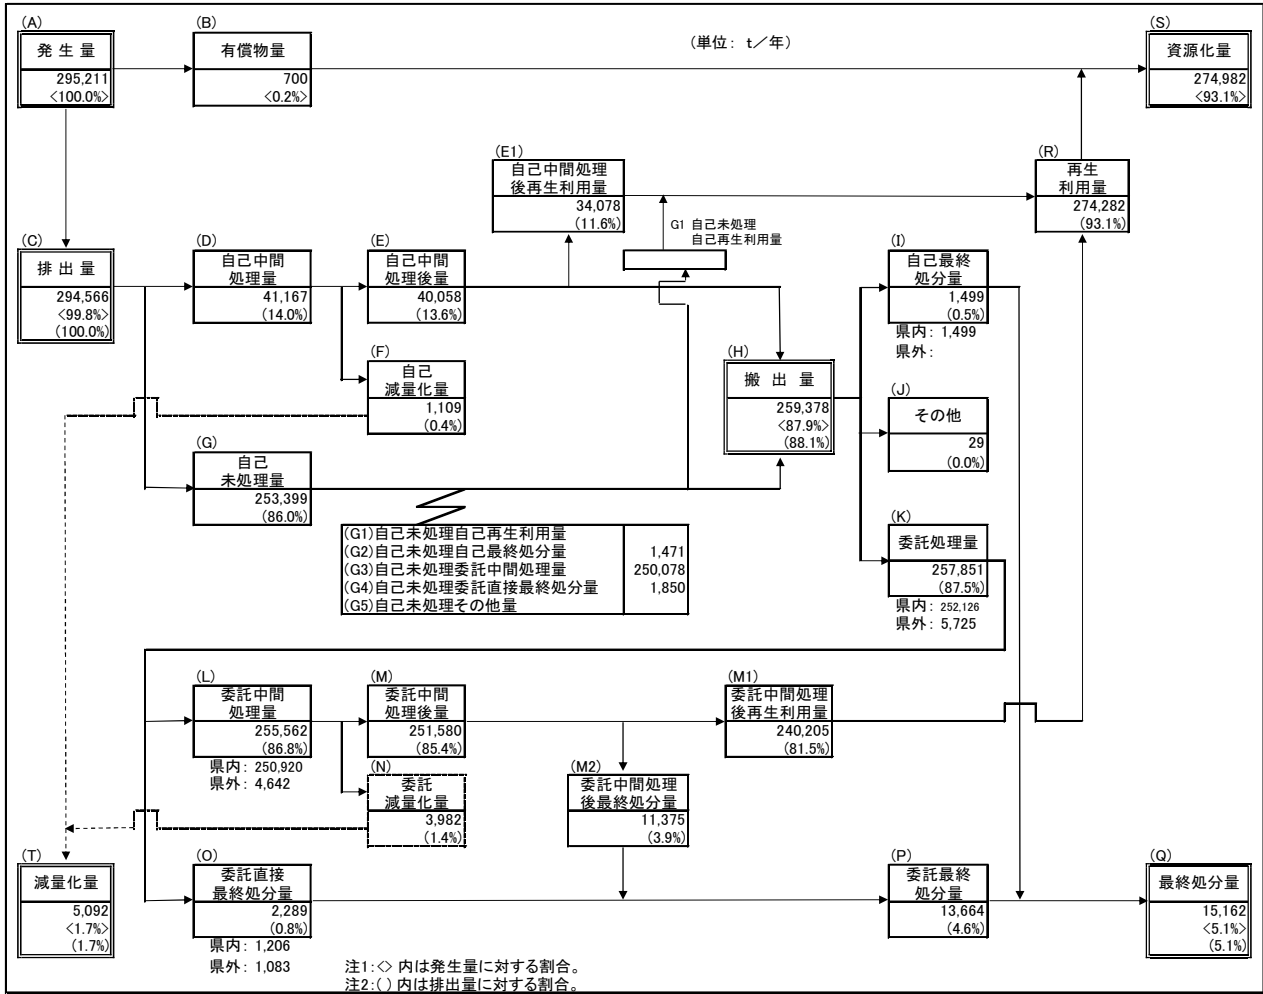 (A)
発 生 量
295,211
<100.0%>
(B)
有償物量
700
<0.2%>
(単位： t／年)
(S)
資源化量
274,982
<93.1%>
(E1)
自己中間処理
後再生利用量
34,078
(11.6%)
(R)
再生
利用量
274,282
(93.1%)
G1 自己未処理
自己再生利用量
(C)
排 出 量
294,566
<99.8%>
(100.0%)
(D)
自己中間
処理量
41,167
(14.0%)
(E)
自己中間
処理後量
40,058
(13.6%)
(F)
自己
減量化量
1,109
(0.4%)
(G)
自己
未処理量
253,399
(86.0%)
(H)
搬 出 量
259,378
<87.9%>
(88.1%)
(I)
自己最終
処分量
1,499
(0.5%)
県内： 1,499
県外：
(J)
その他
29
(0.0%)
(K)
委託処理量
257,851
(87.5%)
県内： 252,126
県外： 5,725
(G1)自己未処理自己再生利用量
(G2)自己未処理自己最終処分量 1,471
(G3)自己未処理委託中間処理量 250,078
(G4)自己未処理委託直接最終処分量 1,850
(G5)自己未処理その他量
(L)
委託中間
処理量
255,562
(86.8%)
県内： 250,920
県外： 4,642
(M)
委託中間
処理後量
251,580
(85.4%)
(N)
委託
減量化量
3,982
(1.4%)
(M1)
委託中間処理
後再生利用量
240,205
(81.5%)
(M2)
委託中間処理
後最終処分量
11,375
(3.9%)
(T)
減量化量
5,092
<1.7%>
(1.7%)
(O)
委託直接
最終処分量
2,289
(0.8%)
県内： 1,206
県外： 1,083
(P)
委託最終
処分量
13,664
(4.6%)
(Q)
最終処分量
15,162
<5.1%>
(5.1%)
注1：<> 内は発生量に対する割合。
注2：( ) 内は排出量に対する割合。